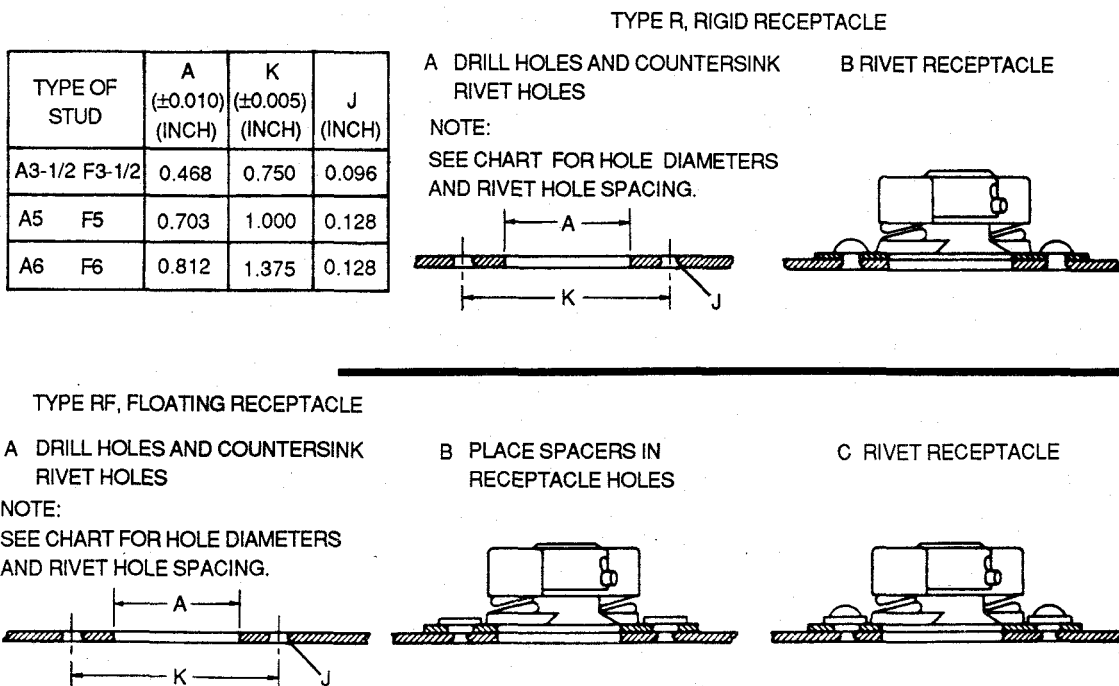 TYPE R, RIGID RECEPTACLE
TYPE OF STUD A (±0.010) (INCH) K (±0.005) (INCH) J (INCH)
A3-1/2 F3-1/2 0.468 0.750 0.096
A5 F5 0.703 1.000 0.128
A6 F6 0.812 1.375 0.128
A DRILL HOLES AND COUNTERSINK
RIVET HOLES
NOTE:
SEE CHART FOR HOLE DIAMETERS
AND RIVET HOLE SPACING.
A
K
J
B RIVET RECEPTACLE
TYPE RF, FLOATING RECEPTACLE
A DRILL HOLES AND COUNTERSINK
RIVET HOLES
NOTE:
SEE CHART FOR HOLE DIAMETERS
AND RIVET HOLE SPACING.
A
K
J
B PLACE SPACERS IN
RECEPTACLE HOLES
C RIVET RECEPTACLE